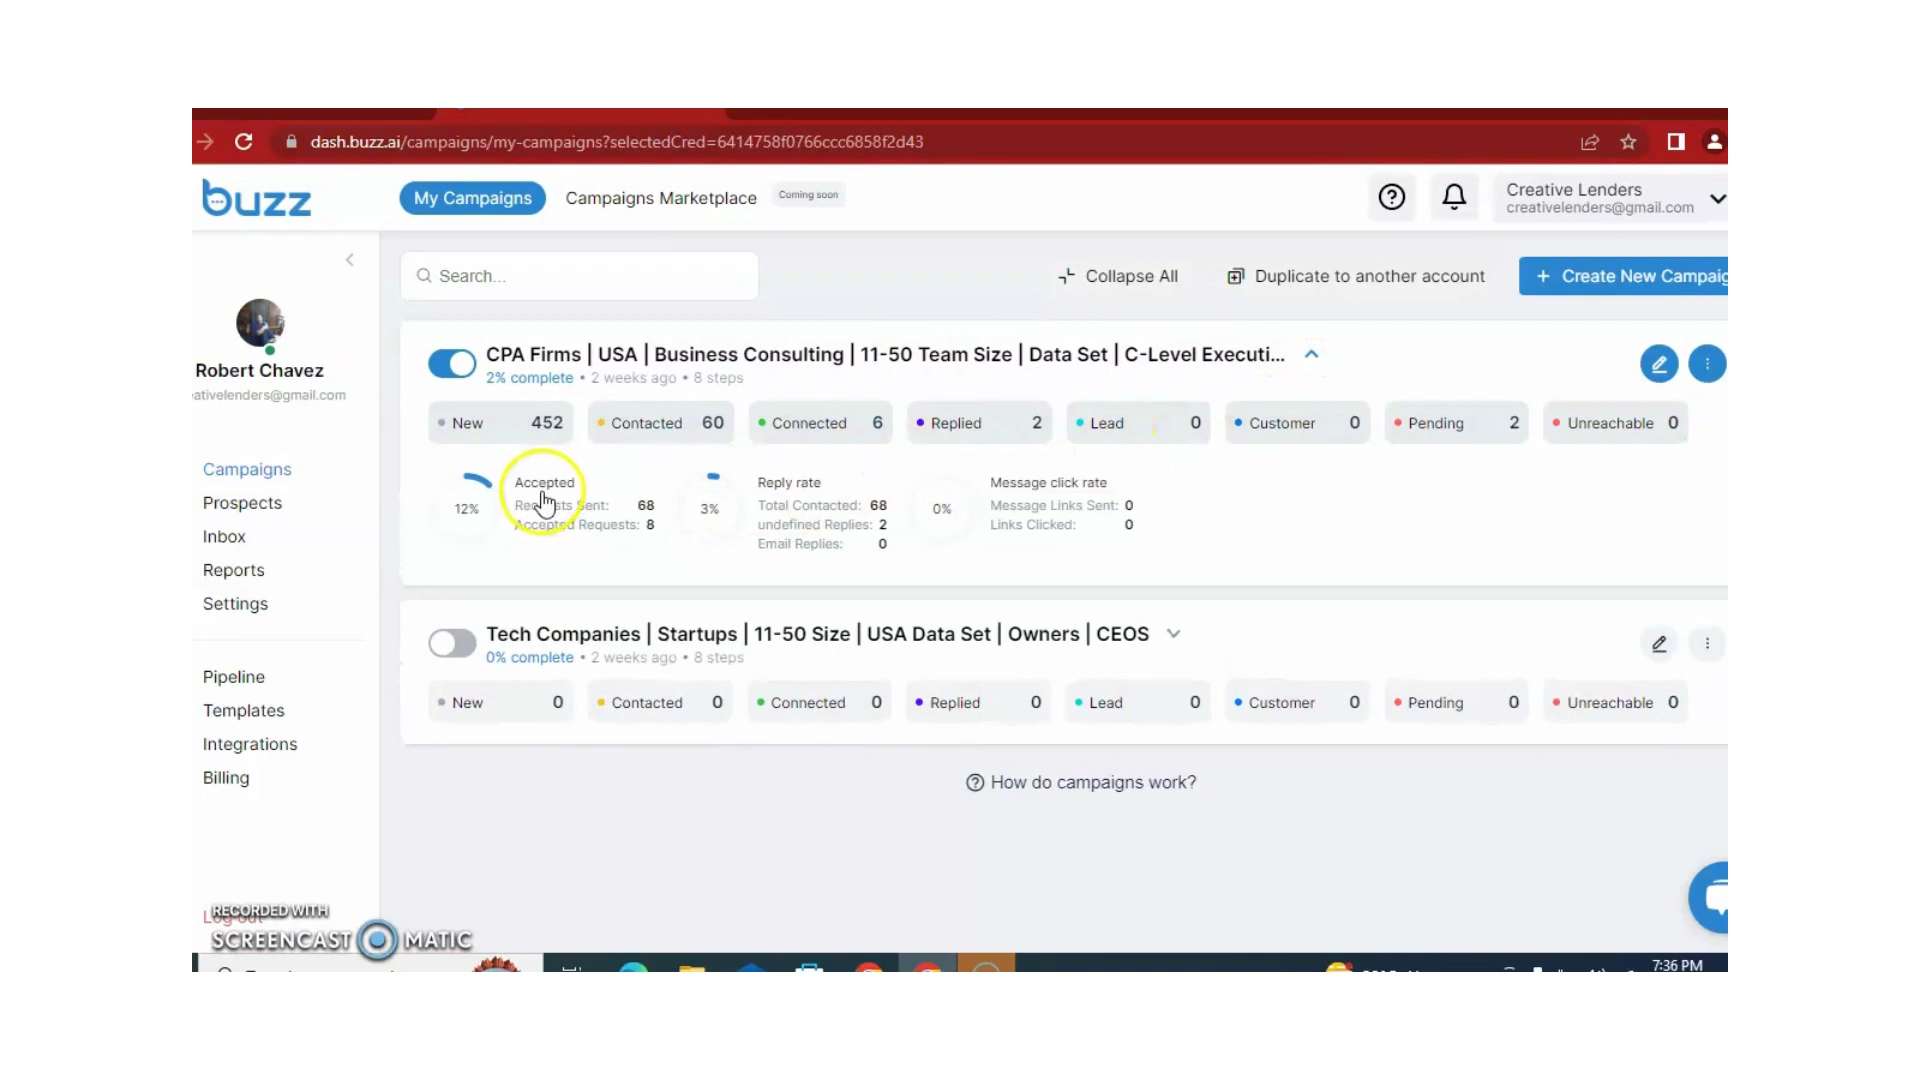 dash.buzz.ai/campaigns/my-campaigns?selectedCred=6414758f0766ccc6858f2d43
buzz
My Campaigns
Campaigns Marketplace
Coming soon
Creative Lenders
creativelenders@gmail.com
Robert Chavez
ativelenders@gmail.com
Campaigns
Prospects
Inbox
Reports
Settings
Pipeline
Templates
Integrations
Billing
Log out
Search...
Collapse All
Duplicate to another account
+ Create New Campaig
CPA Firms | USA | Business Consulting | 11-50 Team Size | Data Set | C-Level Executi...
2% complete • 2 weeks ago • 8 steps
New 452
Contacted 60
Connected 6
Replied 2
Lead 0
Customer 0
Pending 2
Unreachable 0
12%
Accepted
Requests Sent: 68
Accepted Requests: 8
3%
Reply rate
Total Contacted: 68
undefined Replies: 2
Email Replies: 0
0%
Message click rate
Message Links Sent: 0
Links Clicked: 0
Tech Companies | Startups | 11-50 Size | USA Data Set | Owners | CEOS
0% complete • 2 weeks ago • 8 steps
New 0
Contacted 0
Connected 0
Replied 0
Lead 0
Customer 0
Pending 0
Unreachable 0
How do campaigns work?
RECORDED WITH
SCREENCAST MATIC
7:36 PM